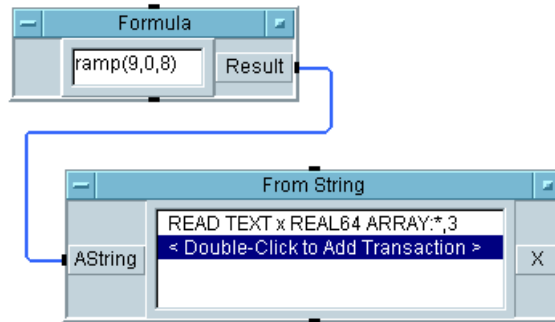 Formula
ramp(9,0,8)
Result
From String
READ TEXT x REAL64 ARRAY:*,3
< Double-Click to Add Transaction >
AString
X